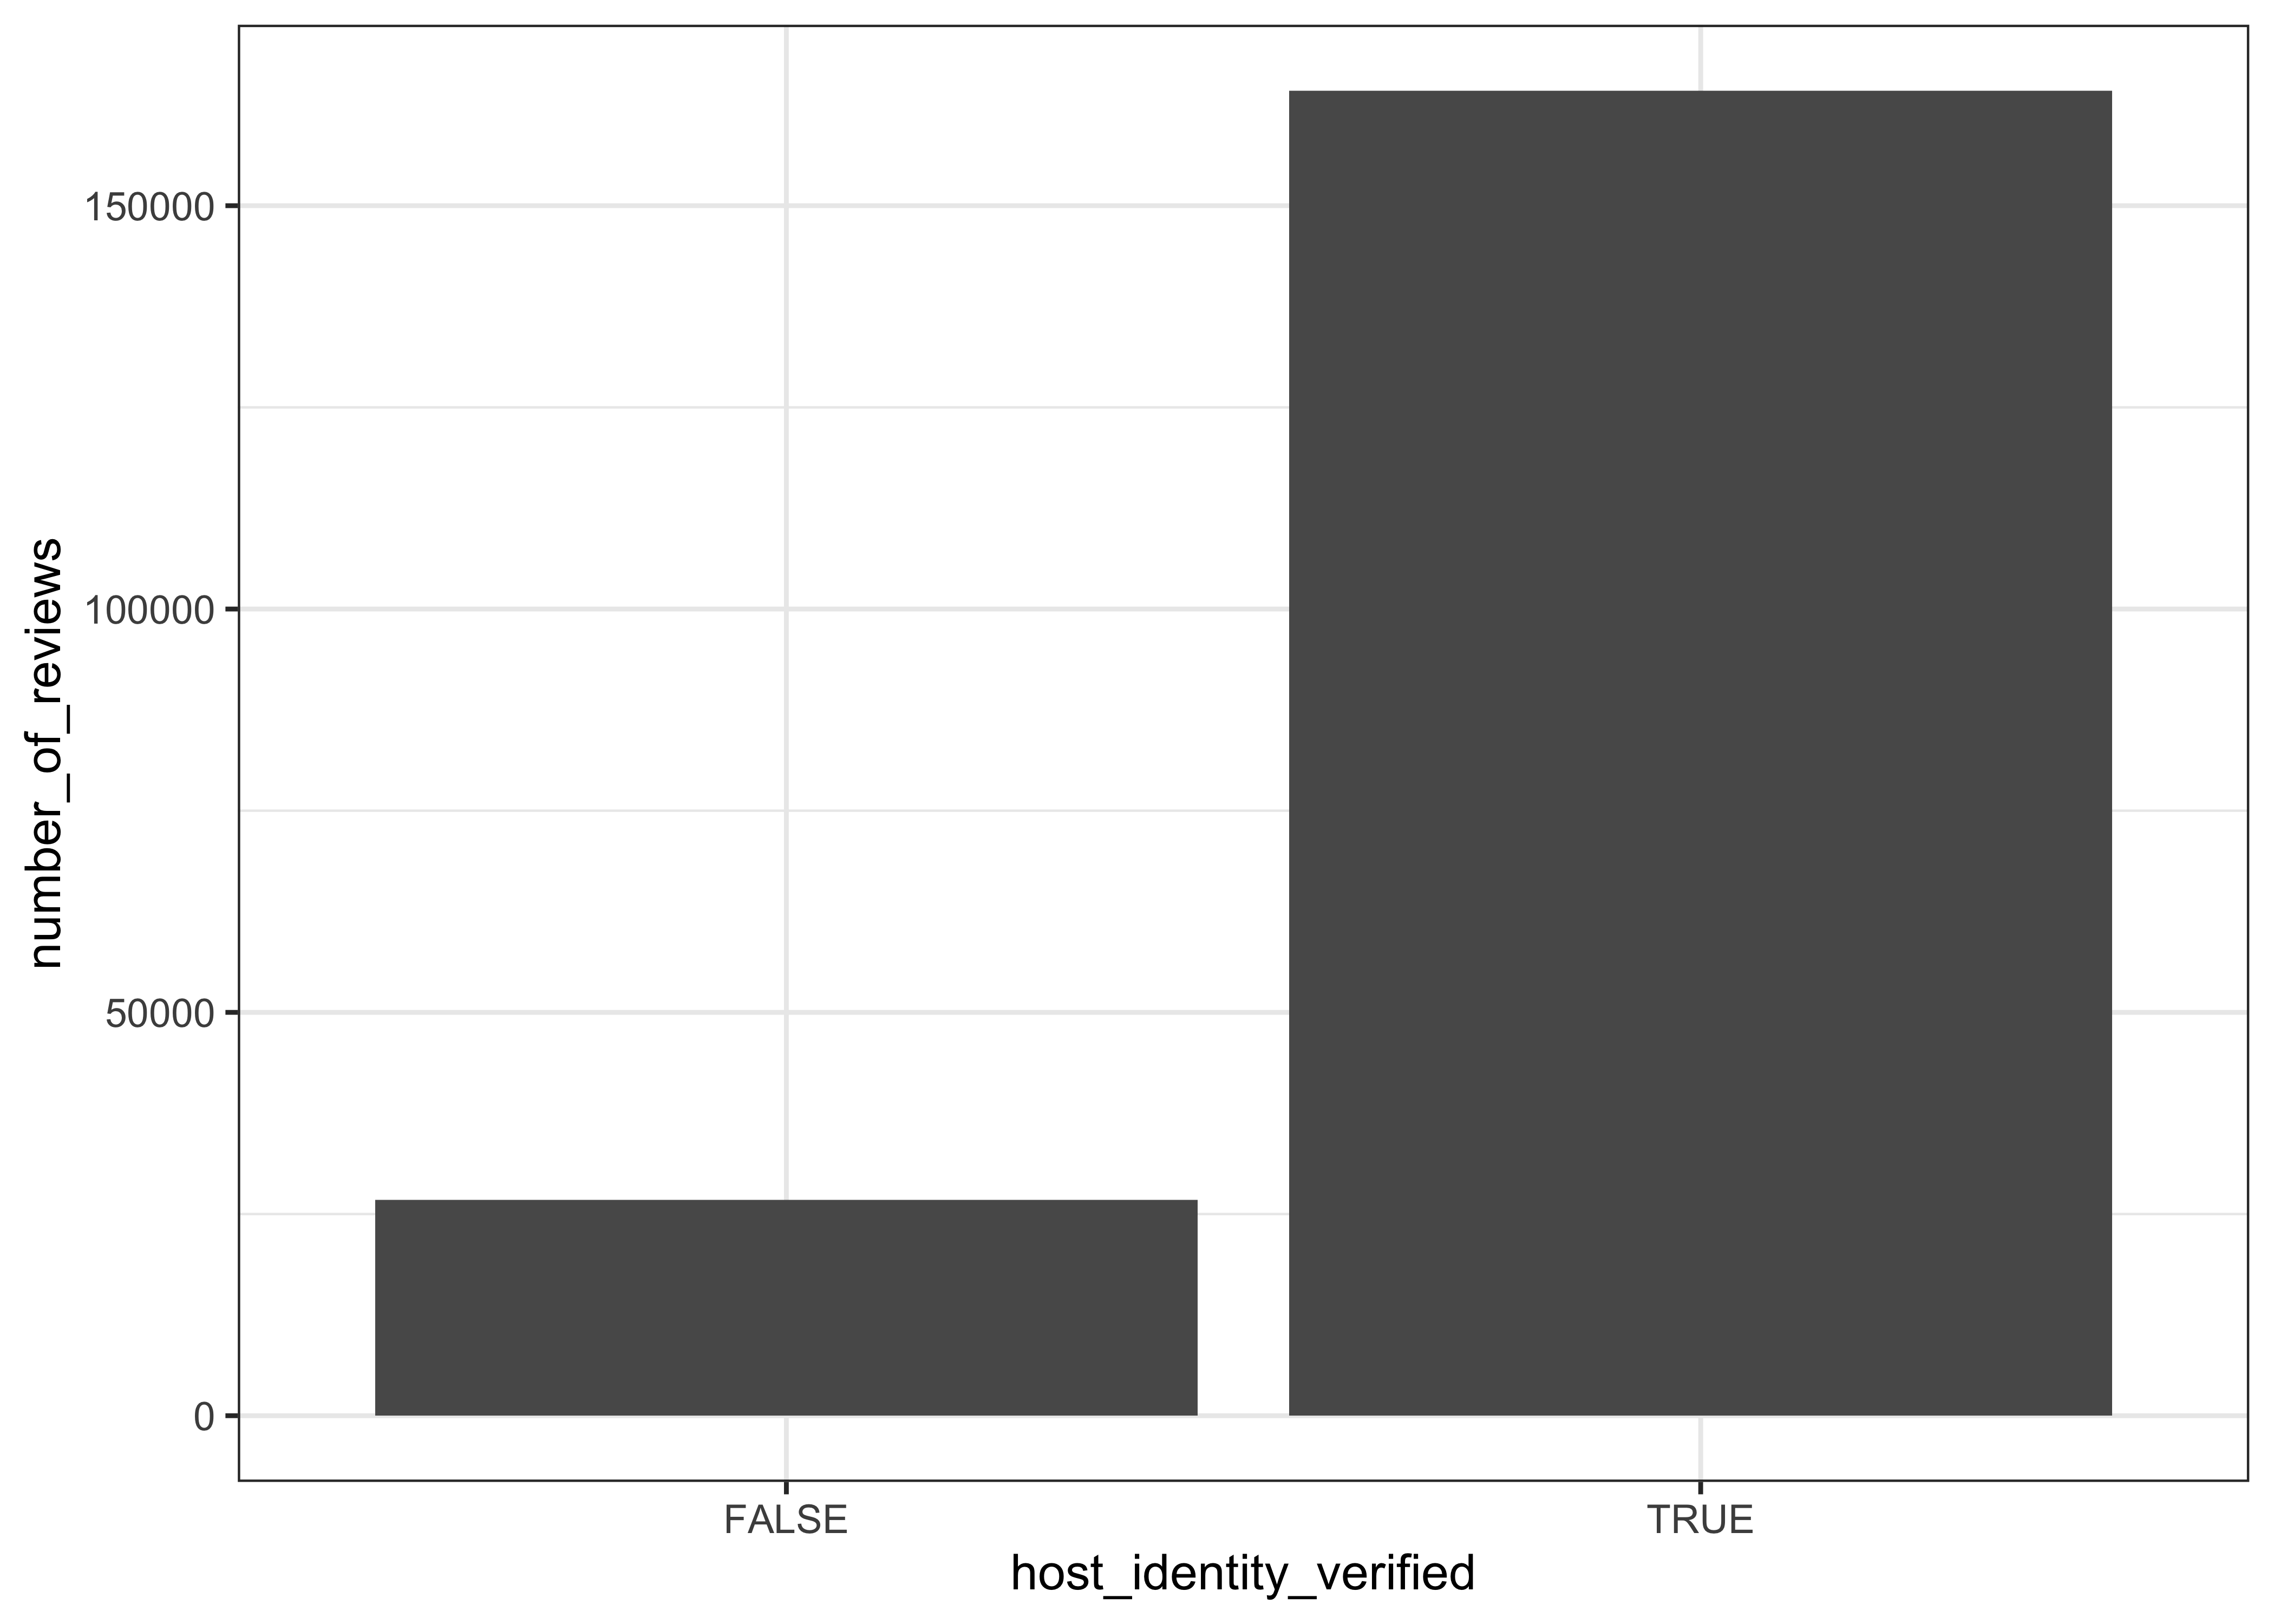 number_of_reviews
150000
100000
50000
0
FALSE
TRUE
host_identity_verified